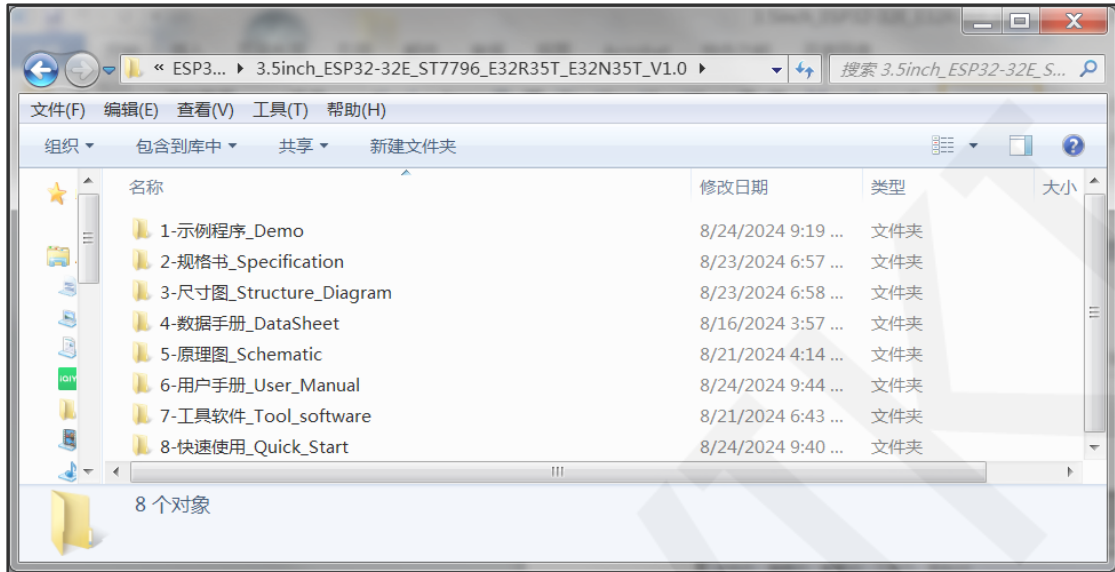 « ESP3... ▸ 3.5inch_ESP32-32E_ST7796_E32R35T_E32N35T_V1.0 ▸ 搜索 3.5inch_ESP32-32E_S...
文件(F) 编辑(E) 查看(V) 工具(T) 帮助(H)
组织 包含到库中 共享 新建文件夹
名称 修改日期 类型 大小
1-示例程序_Demo 8/24/2024 9:19 ... 文件夹
2-规格书_Specification 8/23/2024 6:57 ... 文件夹
3-尺寸图_Structure_Diagram 8/23/2024 6:58 ... 文件夹
4-数据手册_DataSheet 8/16/2024 3:57 ... 文件夹
5-原理图_Schematic 8/21/2024 4:14 ... 文件夹
6-用户手册_User_Manual 8/24/2024 9:44 ... 文件夹
7-工具软件_Tool_software 8/21/2024 6:43 ... 文件夹
8-快速使用_Quick_Start 8/24/2024 9:40 ... 文件夹
8 个对象